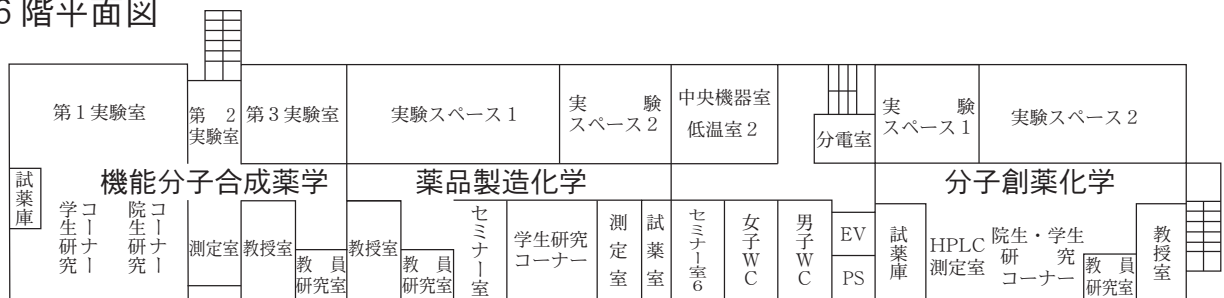 6階平面図
第1実験室
第　2
実験室
第3実験室
実験スペース1
実　　験
スペース2
中央機器室
低温室2
分電室
実　　験
スペース1
実験スペース2
試薬庫
機能分子合成薬学
薬品製造化学
分子創薬化学
学生研究
コーナー
院生研究
コーナー
測定室
教授室
教　員
研究室
教授室
教　員
研究室
セミナー室
学生研究
コーナー
測定室
試薬室
セミナー室6
女子WC
男子WC
EV
PS
試薬庫
HPLC
測定室
院生・学生
研　　究
コーナー
教　員
研究室
教授室